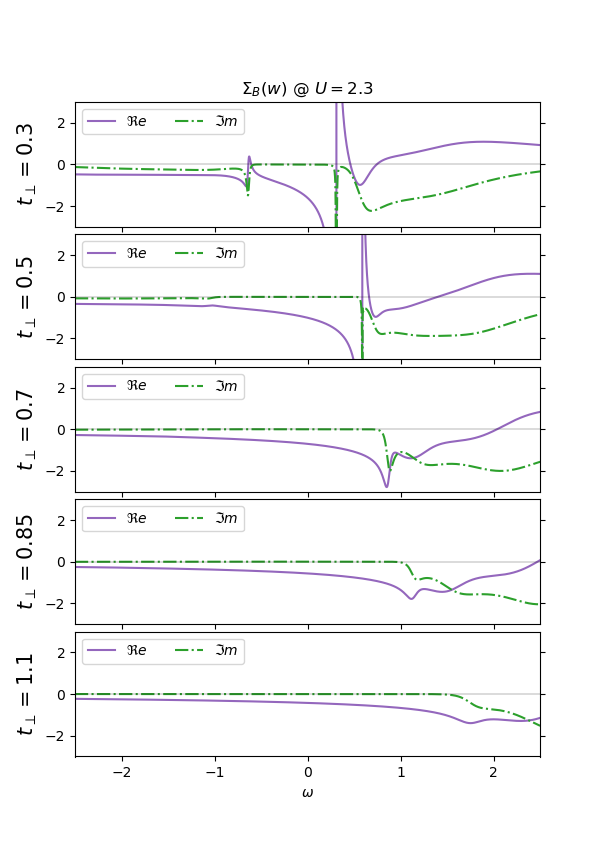 Σ_B(w) @ U = 2.3
t_⊥ = 0.3
ℜe ℑm
2
0
−2
t_⊥ = 0.5
ℜe ℑm
2
0
−2
t_⊥ = 0.7
ℜe ℑm
2
0
−2
t_⊥ = 0.85
ℜe ℑm
2
0
−2
t_⊥ = 1.1
ℜe ℑm
2
0
−2
−2 −1 0 1 2
ω